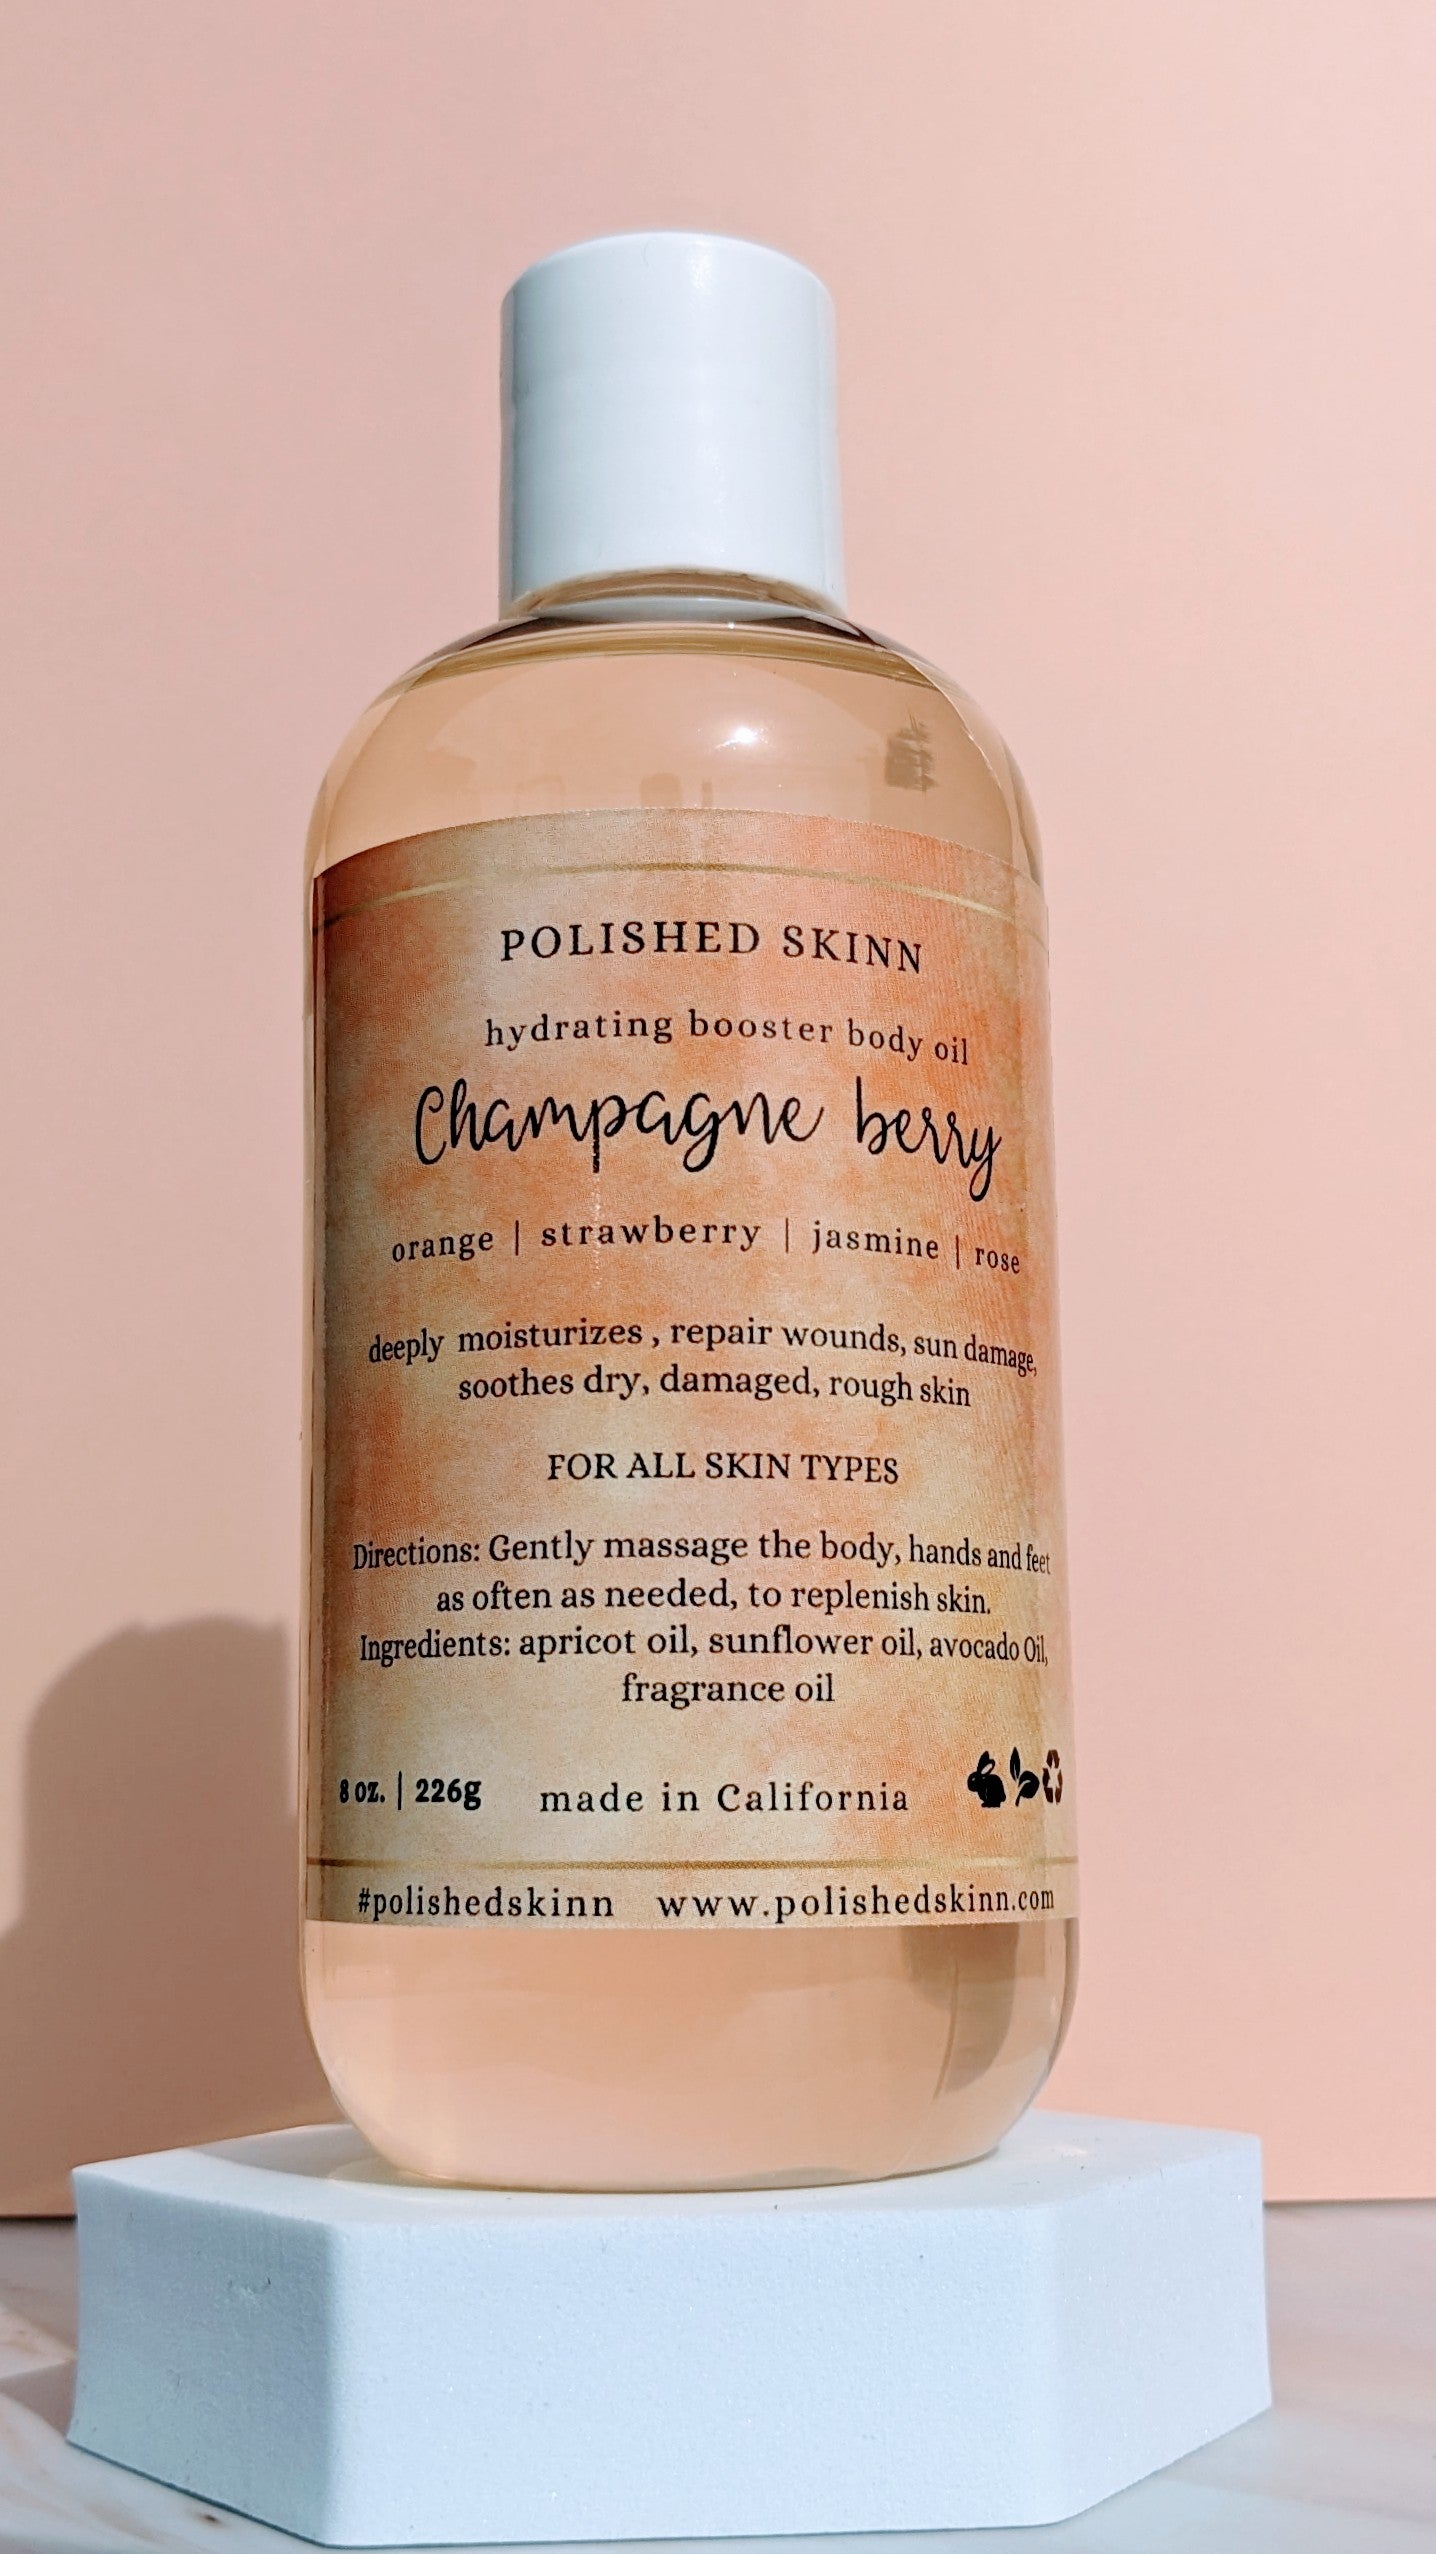 POLISHED SKINN
hydrating booster body oil
Champagne berry
orange | strawberry | jasmine | rose
deeply moisturizes , repair wounds, sun damage,
soothes dry, damaged, rough skin
FOR ALL SKIN TYPES
Directions: Gently massage the body, hands and feet
as often as needed, to replenish skin.
Ingredients: apricot oil, sunflower oil, avocado Oil,
fragrance oil
8 oz. | 226g made in California
#polishedskinn www.polishedskinn.com